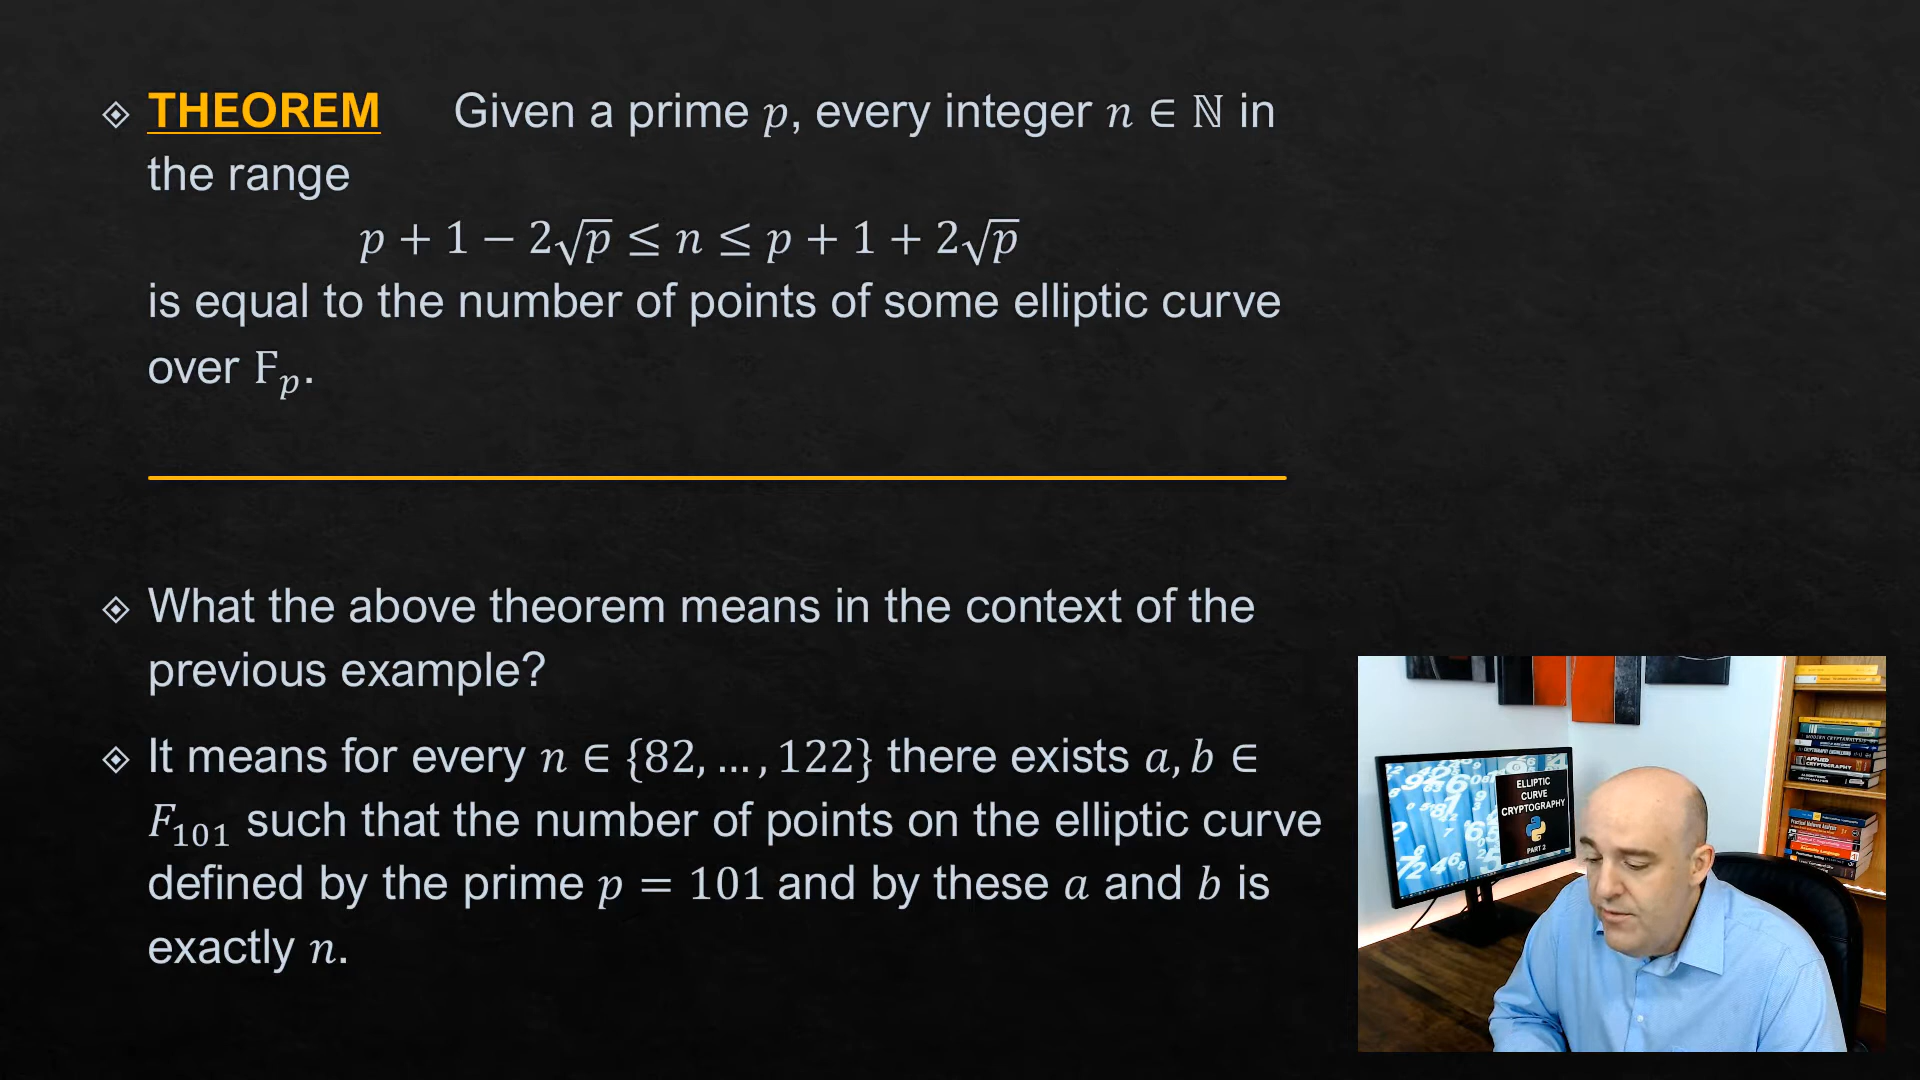 THEOREM Given a prime p, every integer n ∈ ℕ in
the range
p + 1 − 2√p ≤ n ≤ p + 1 + 2√p
is equal to the number of points of some elliptic curve
over F_p.
What the above theorem means in the context of the
previous example?
It means for every n ∈ {82, … , 122} there exists a, b ∈
F_101 such that the number of points on the elliptic curve
defined by the prime p = 101 and by these a and b is
exactly n.
ELLIPTIC
CURVE
CRYPTOGRAPHY
PART 2